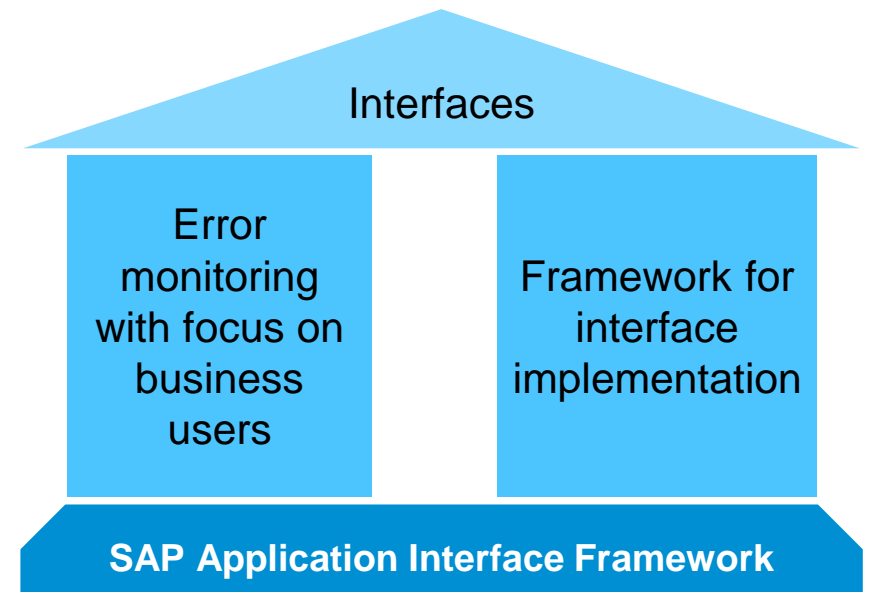 Interfaces
Error
monitoring
with focus on
business
users
Framework for
interface
implementation
SAP Application Interface Framework